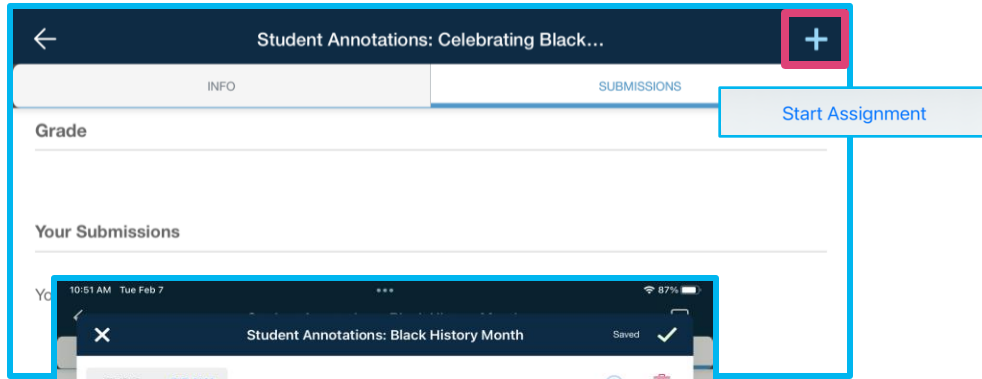 Student Annotations: Celebrating Black...
INFO
SUBMISSIONS
Start Assignment
Grade
Your Submissions
Yo
10:51 AM Tue Feb 7
87%
Student Annotations: Black History Month
Saved